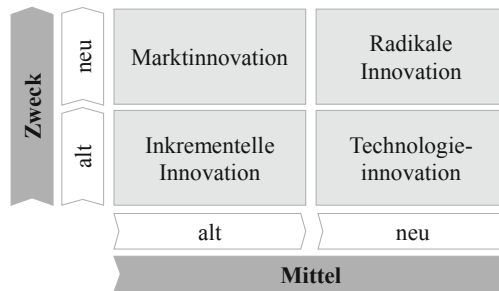 Zweck
neu
Marktinnovation
Radikale
Innovation
alt
Inkrementelle
Innovation
Technologie-
innovation
alt
neu
Mittel